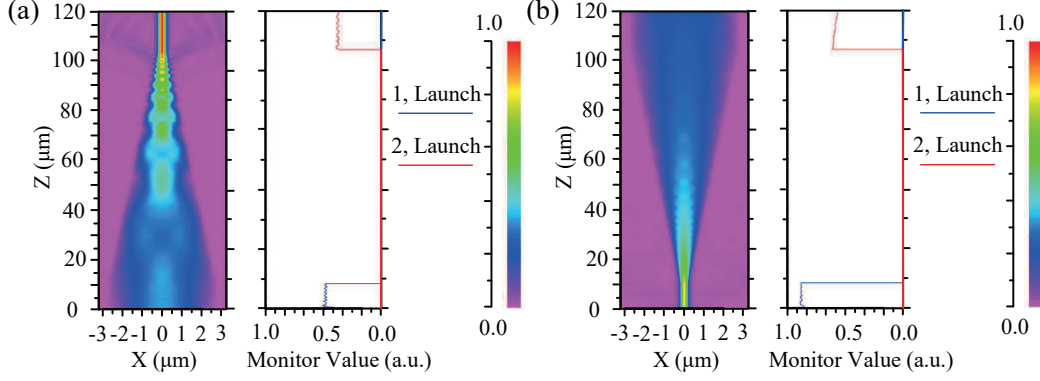 (a)
120
100
80
60
40
20
0
Z (μm)
-3 -2 -1 0 1 2 3
X (μm)
1.0 0.5 0.0
Monitor Value (a.u.)
1, Launch
2, Launch
1.0
0.0
(b)
120
100
80
60
40
20
0
Z (μm)
-3 -2 -1 0 1 2 3
X (μm)
1.0 0.5 0.0
Monitor Value (a.u.)
1, Launch
2, Launch
1.0
0.0